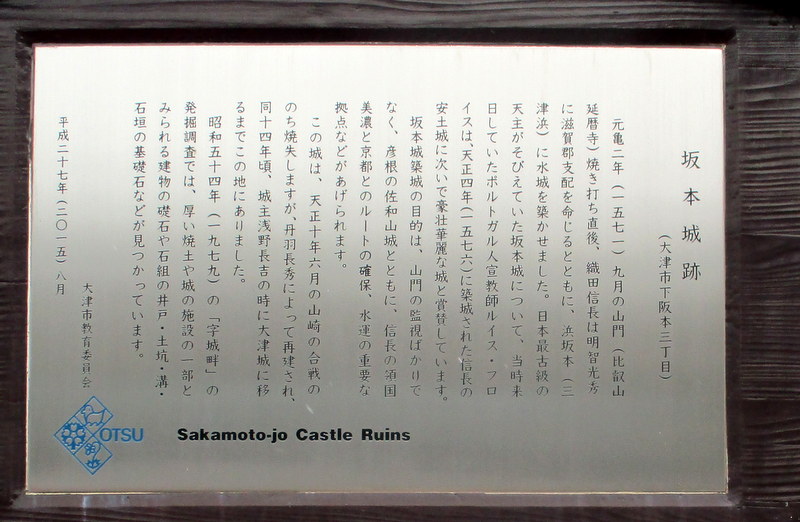 坂本城跡
（大津市下阪本三丁目）
元亀二年（一五七一）九月の山門（比叡山
延暦寺）焼き打ち直後、織田信長は明智光秀
に滋賀郡支配を命じるとともに、浜坂本（三
津浜）に水城を築かせました。日本最古級の
天主がそびえていた坂本城について、当時来
日していたポルトガル人宣教師ルイス・フロ
イスは、天正四年（一五七六）に築城された信長の
安土城に次いで豪壮華麗な城と賞賛しています。
坂本城築城の目的は、山門の監視ばかりで
なく、彦根の佐和山城とともに、信長の領国
美濃と京都とのルートの確保、水運の重要な
拠点などがあげられます。
この城は、天正十年六月の山崎の合戦の
のち焼失しますが、丹羽長秀によって再建され、
同十四年頃、城主浅野長吉の時に大津城に移
るまでこの地にありました。
昭和五十四年（一九七九）の「字城畔」の
発掘調査では、厚い焼土や城の施設の一部と
みられる建物の礎石や石組の井戸・土坑・溝・
石垣の基礎石などが見つかっています。
大津市教育委員会
平成二十七年（二〇一五）八月
OTSU
Sakamoto-jo Castle Ruins